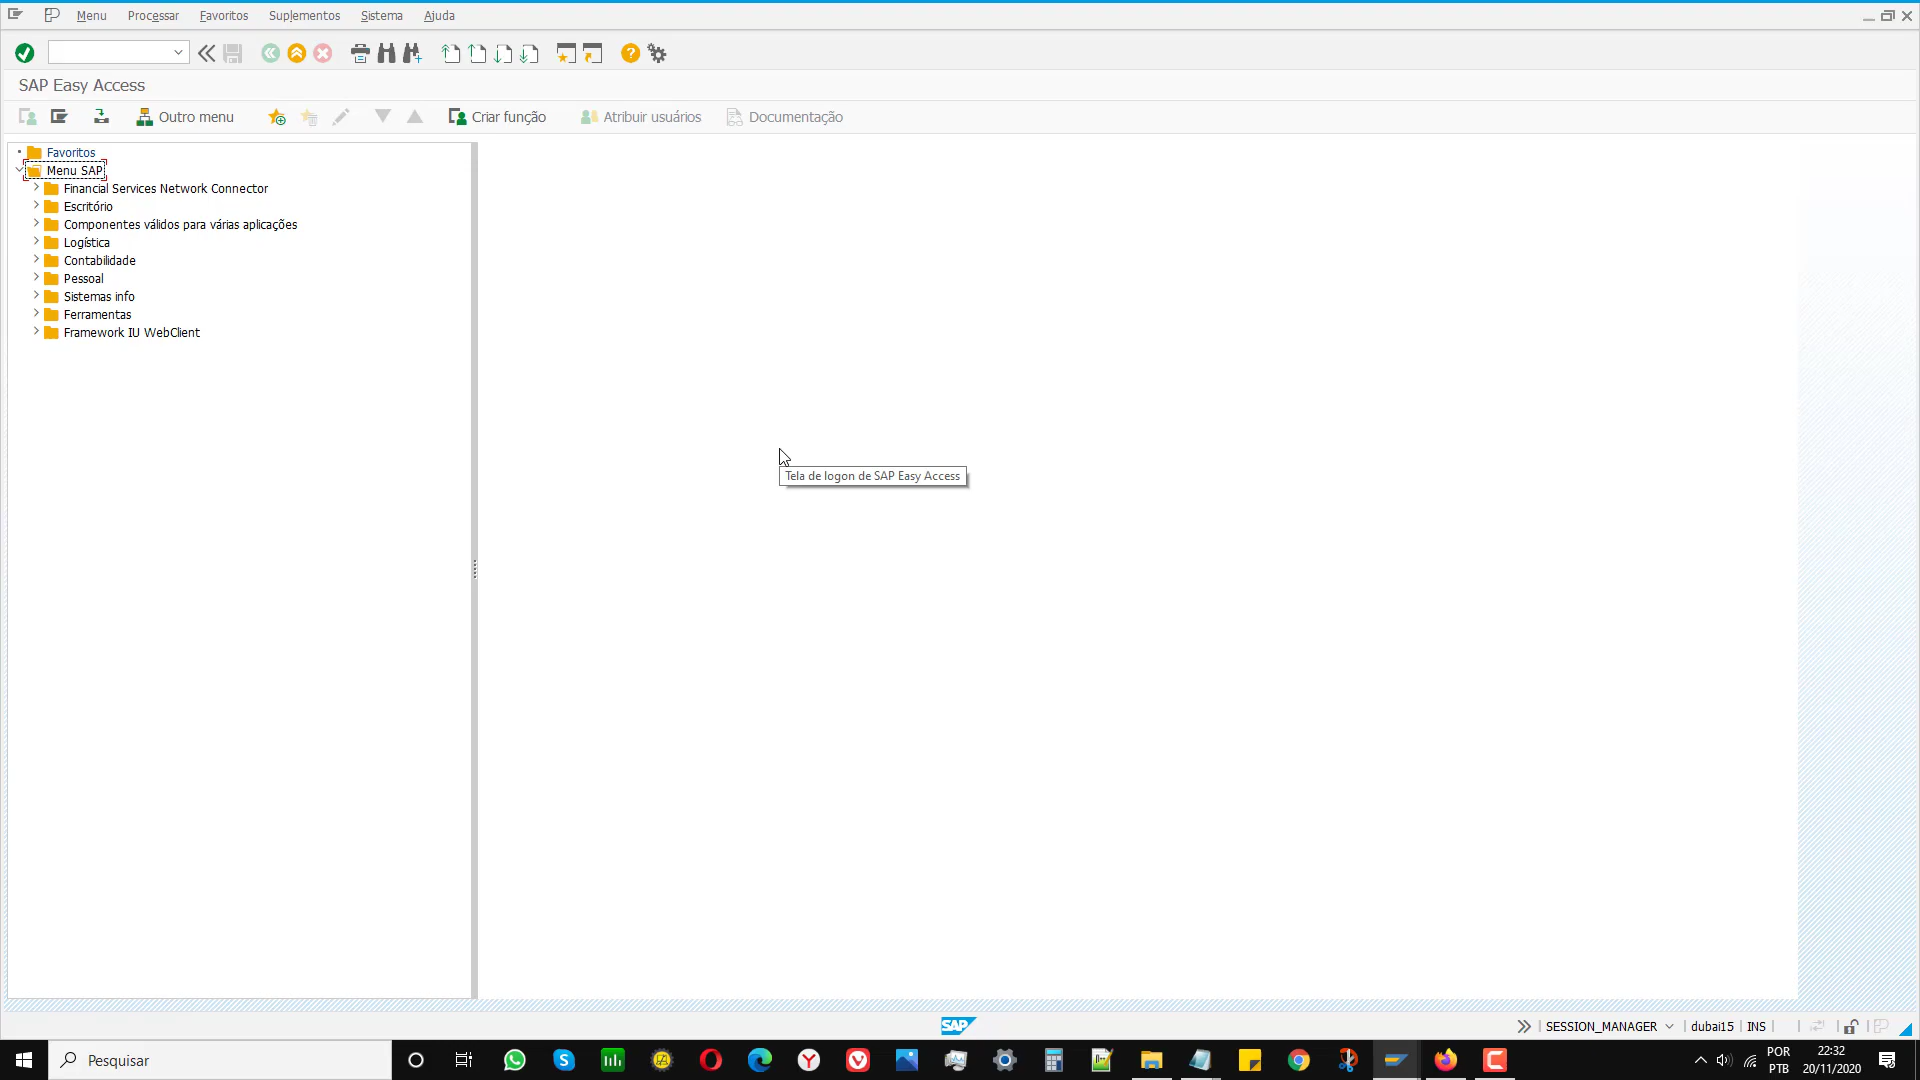 Menu Processar Favoritos Suplementos Sistema Ajuda
SAP Easy Access
Outro menu Criar função Atribuir usuários Documentação
Favoritos
Menu SAP
Financial Services Network Connector
Escritório
Componentes válidos para várias aplicações
Logística
Contabilidade
Pessoal
Sistemas info
Ferramentas
Framework IU WebClient
Tela de logon de SAP Easy Access
SAP SESSION_MANAGER dubai15 INS
Pesquisar
POR 22:32
PTB 20/11/2020